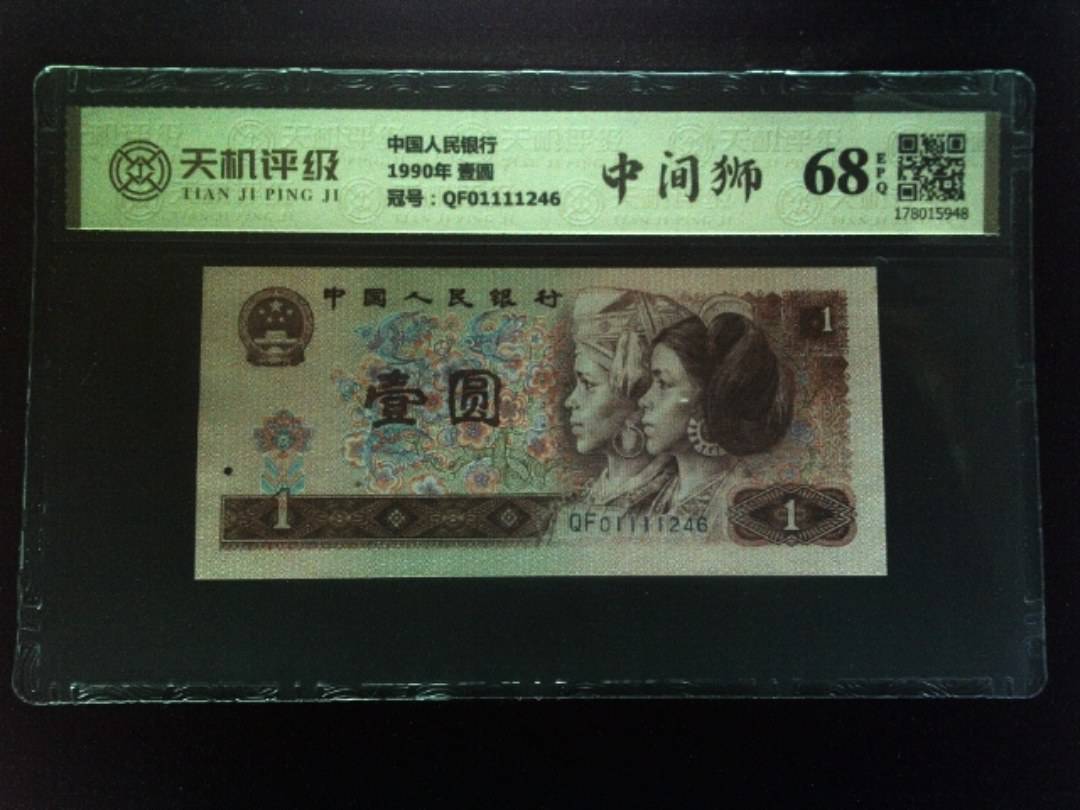 天机评级
TIAN JI PING JI
中国人民银行
1990年 壹圆
冠号：QF01111246
中间狮
68
EPQ
178015948
中国人民银行
壹圆
1
1
1
QF01111246